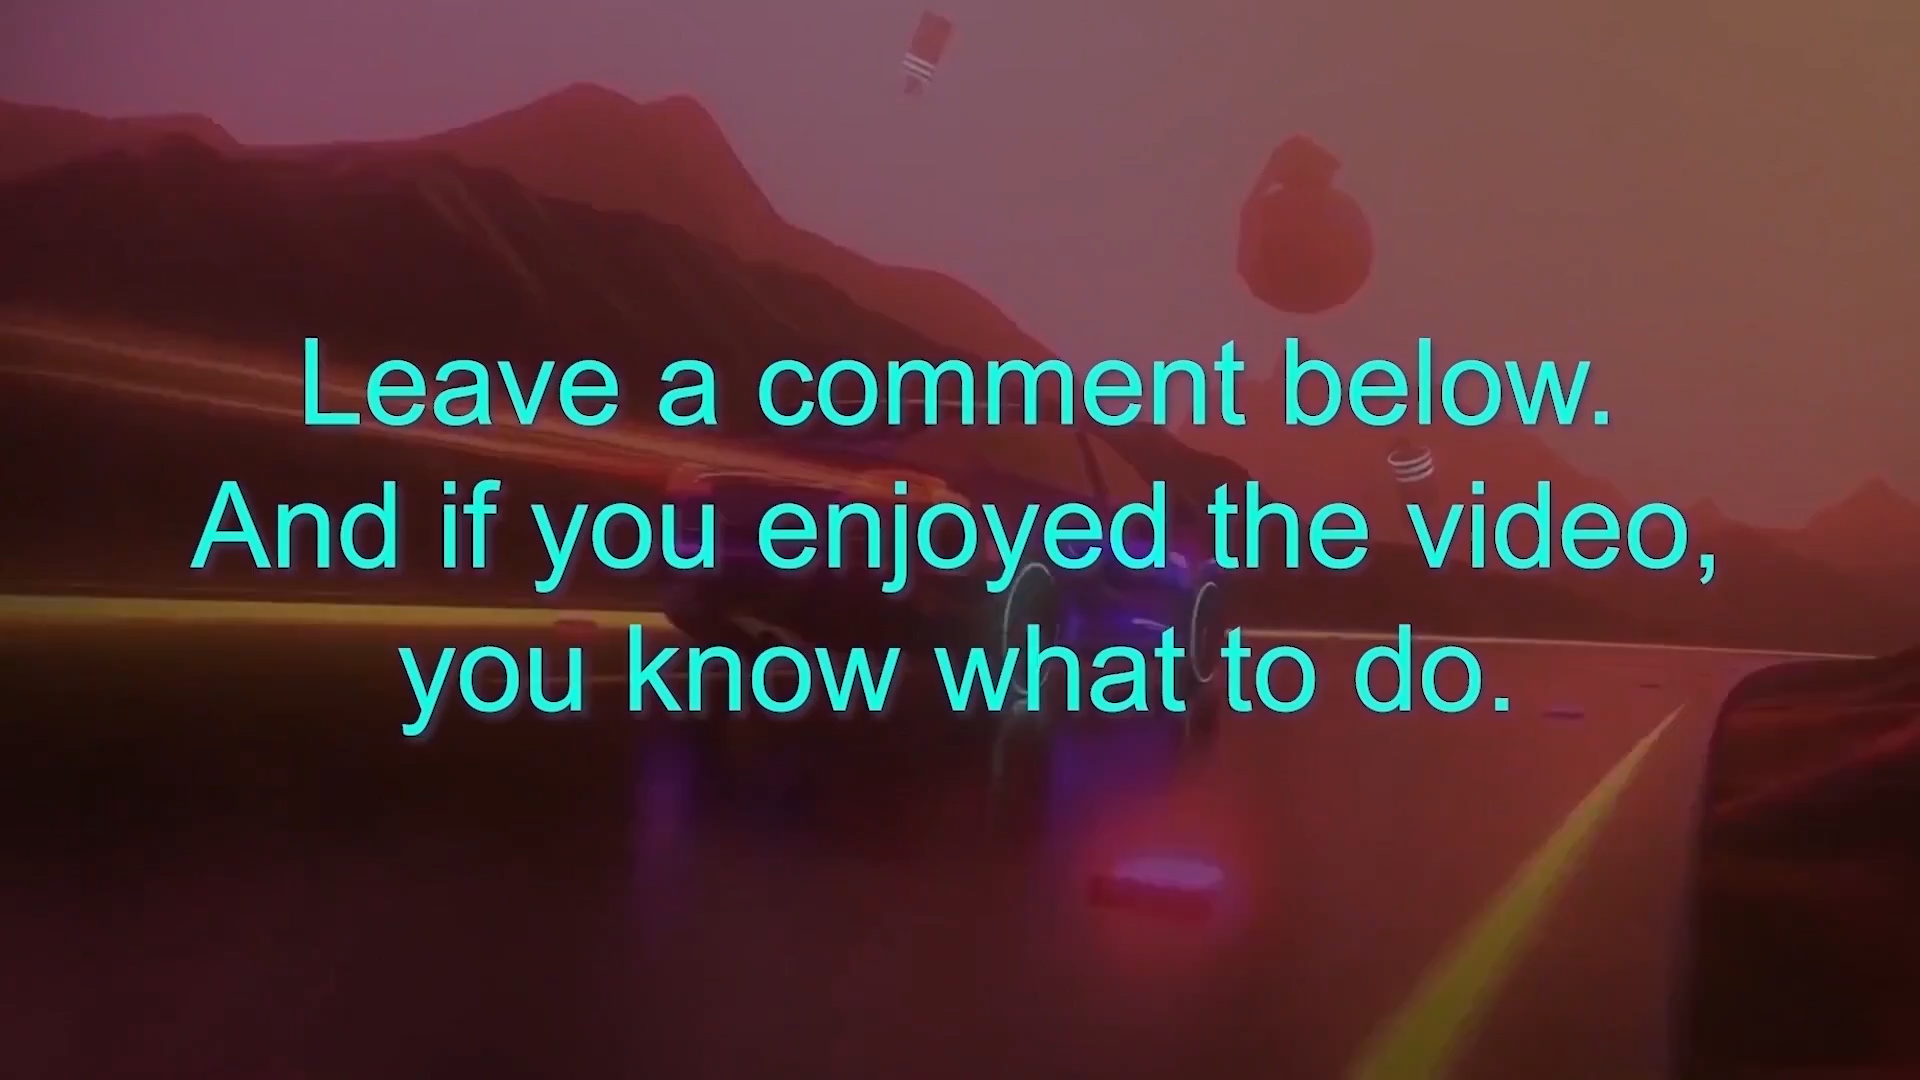 Leave a comment below.
And if you enjoyed the video,
you know what to do.